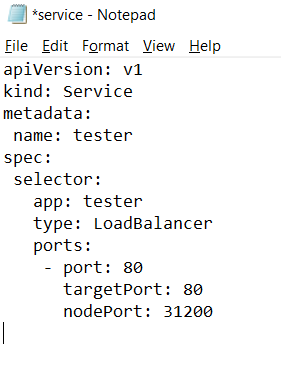 *service - Notepad
File Edit Format View Help
apiVersion: v1
kind: Service
metadata:
 name: tester
spec:
 selector:
   app: tester
   type: LoadBalancer
   ports:
    - port: 80
      targetPort: 80
      nodePort: 31200